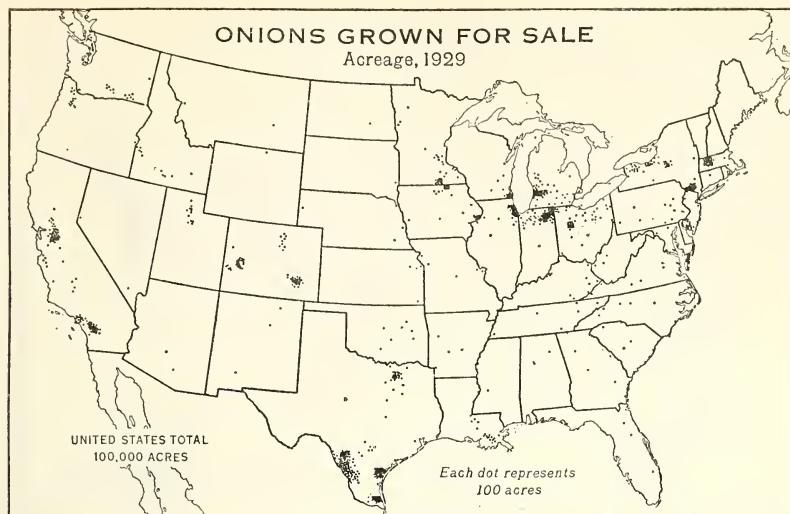 ONIONS GROWN FOR SALE
Acreage, 1929
UNITED STATES TOTAL
100,000 ACRES
Each dot represents
100 acres